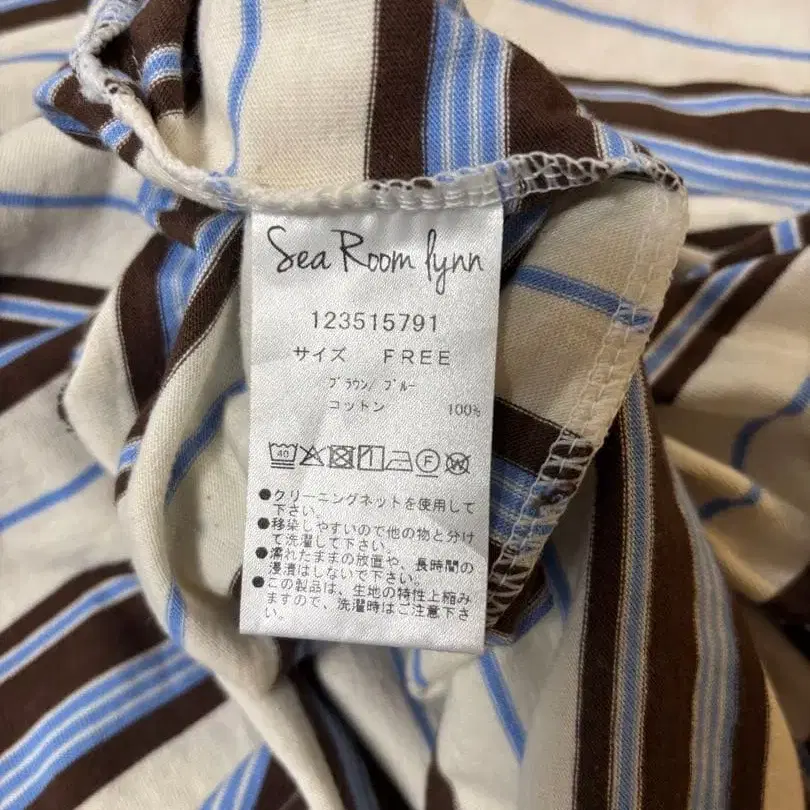 Sea Room lynn
123515791
サイズ FREE
ブラウン/ブルー
コットン 100%
40 F W
●クリーニングネットを使用して
下さい。
●移染しやすいので他の物と分け
て洗濯して下さい。
●濡れたままの放置や、長時間の
浸漬はしないで下さい。
●この製品は、生地の特性上縮み
ますので、洗濯時はご注意下さ
い。